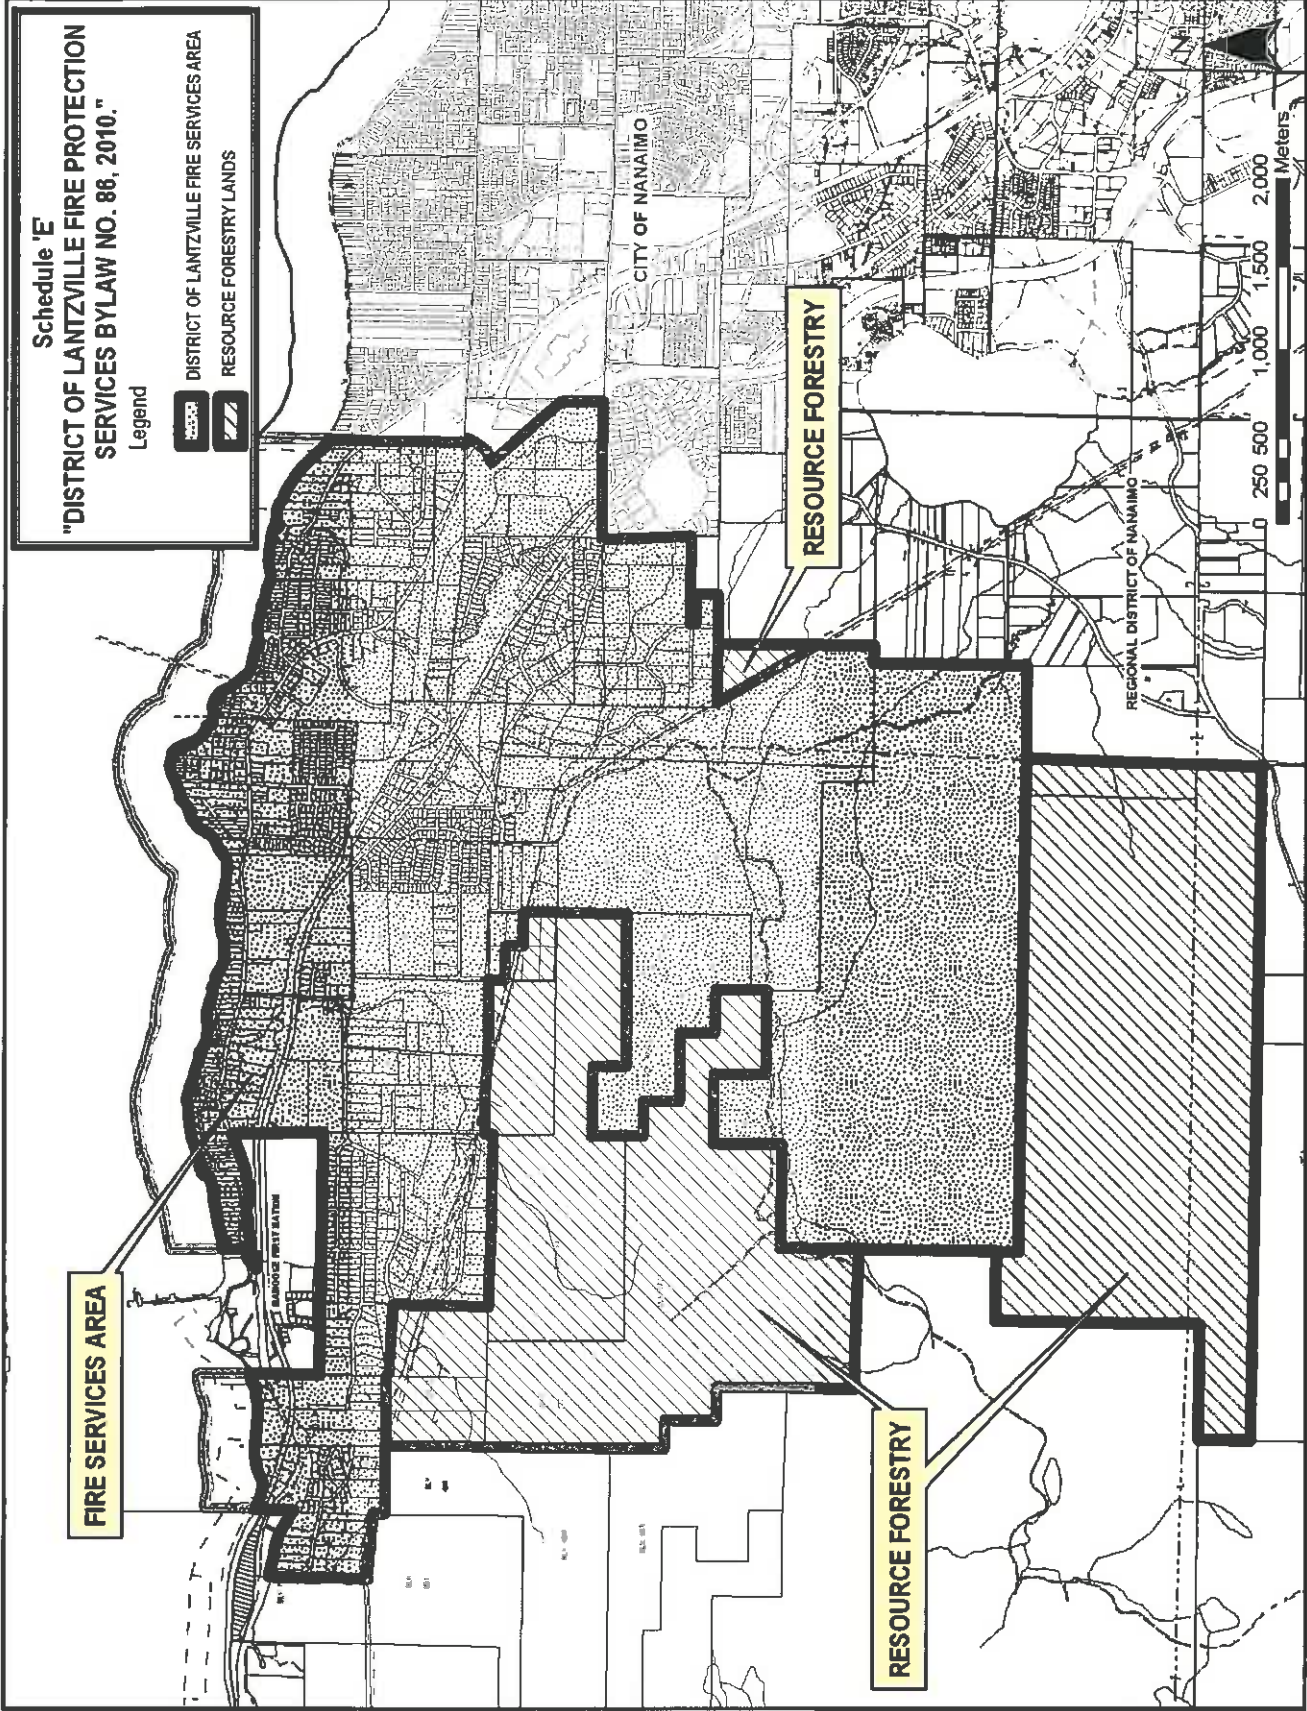 Schedule 'E'
"DISTRICT OF LANTZVILLE FIRE PROTECTION
SERVICES BYLAW NO. 86, 2010."
Legend
DISTRICT OF LANTZVILLE FIRE SERVICES AREA
RESOURCE FORESTRY LANDS
FIRE SERVICES AREA
CITY OF NANAIMO
RESOURCE FORESTRY
RESOURCE FORESTRY
REGIONAL DISTRICT OF NANAIMO
N
0 250 500 1,000 1,500 2,000
Meters